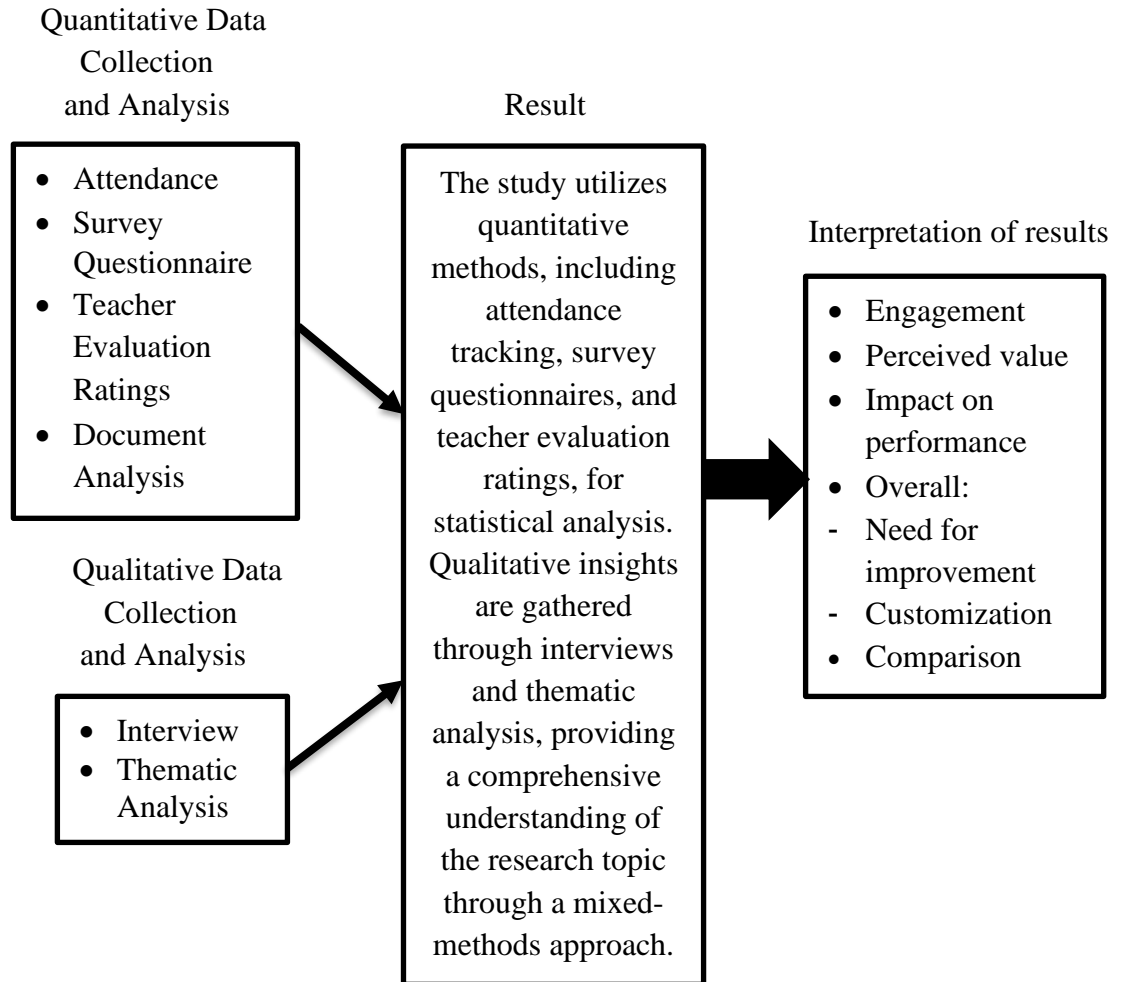 Quantitative Data
Collection
and Analysis
• Attendance
• Survey
Questionnaire
• Teacher
Evaluation
Ratings
• Document
Analysis
Qualitative Data
Collection
and Analysis
• Interview
• Thematic
Analysis
Result
The study utilizes
quantitative
methods, including
attendance
tracking, survey
questionnaires, and
teacher evaluation
ratings, for
statistical analysis.
Qualitative insights
are gathered
through interviews
and thematic
analysis, providing
a comprehensive
understanding of
the research topic
through a mixed-
methods approach.
Interpretation of results
• Engagement
• Perceived value
• Impact on
performance
• Overall:
- Need for
improvement
- Customization
• Comparison